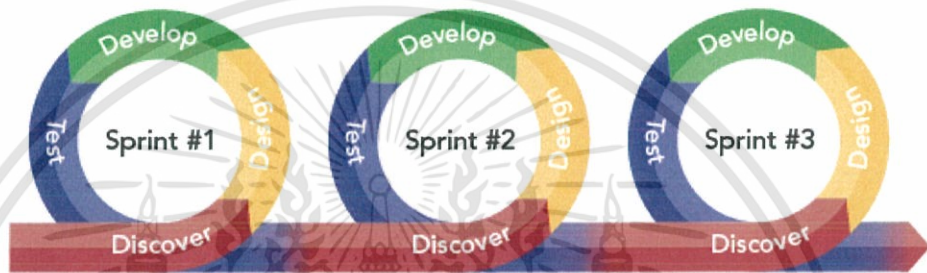 Develop
Test
Sprint #1
Design
Discover
Develop
Test
Sprint #2
Design
Discover
Develop
Test
Sprint #3
Design
Discover